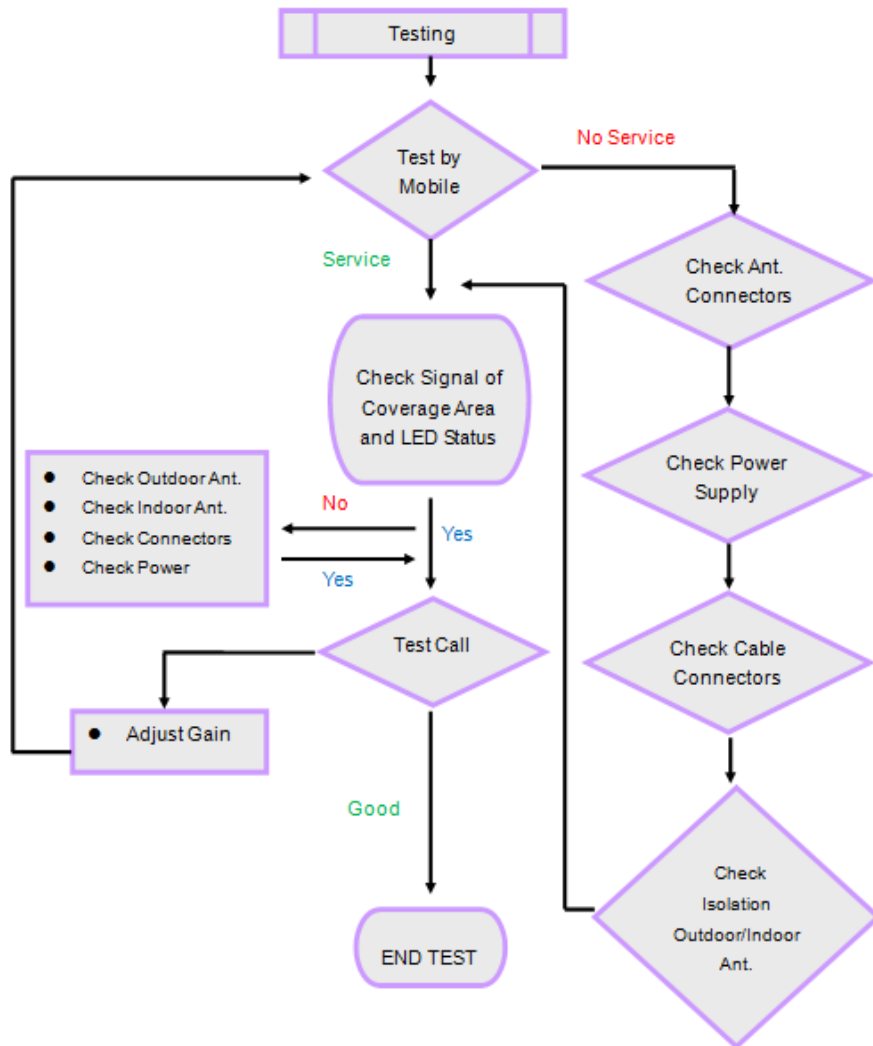 Testing
No Service
Test by
Mobile
Service
Check Ant.
Connectors
Check Signal of
Coverage Area
and LED Status
● Check Outdoor Ant.
● Check Indoor Ant.
● Check Connectors
● Check Power
No
Yes
Yes
Check Power
Supply
Test Call
Check Cable
Connectors
● Adjust Gain
Good
Check
Isolation
Outdoor/Indoor
Ant.
END TEST